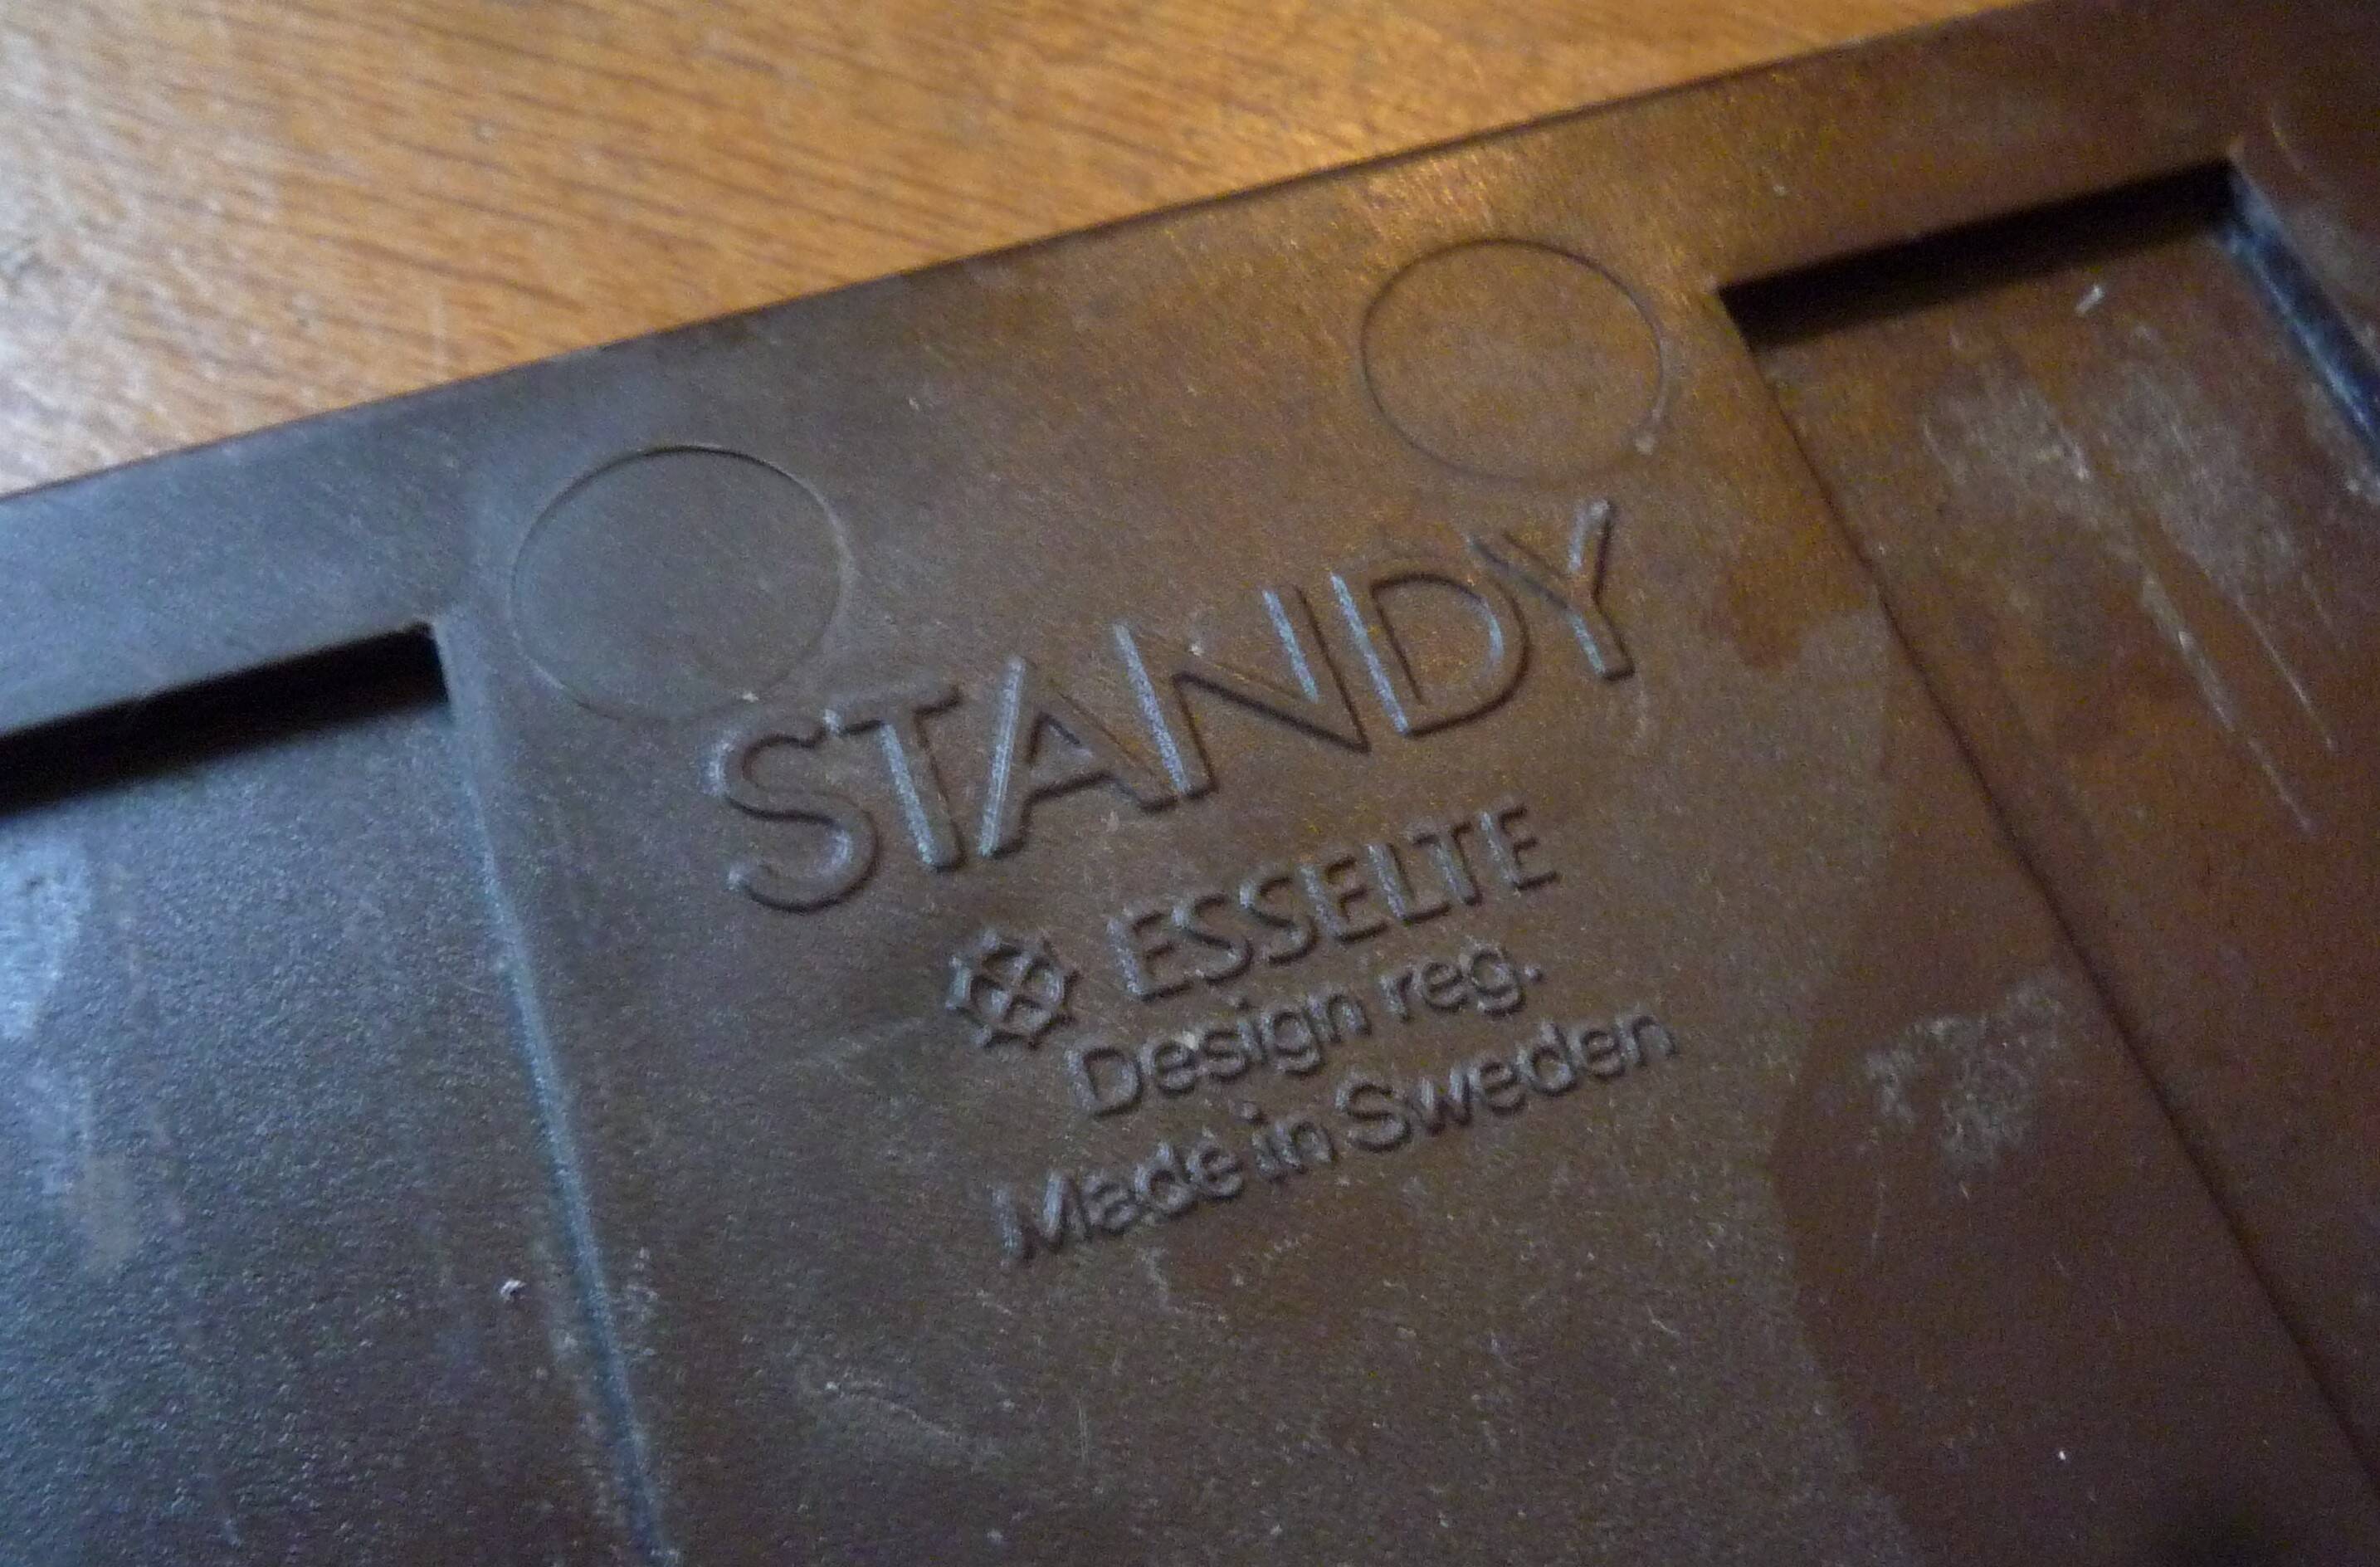 STANDY
ESSELTE
Design reg.
Made in Sweden